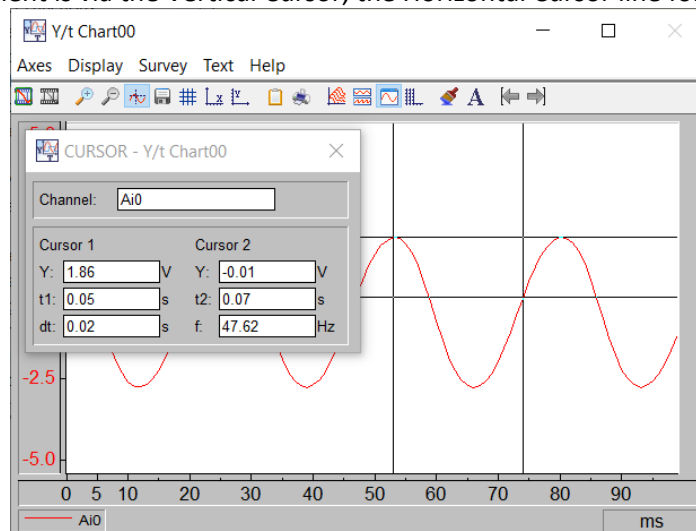 Y/t Chart00
Axes Display Survey Text Help
CURSOR - Y/t Chart00
Channel: Ai0
Cursor 1 Cursor 2
Y: 1.86 V Y: -0.01 V
t1: 0.05 s t2: 0.07 s
dt: 0.02 s f: 47.62 Hz
-2.5
-5.0
0 5 10 20 30 40 50 60 70 80 90
Ai0 ms